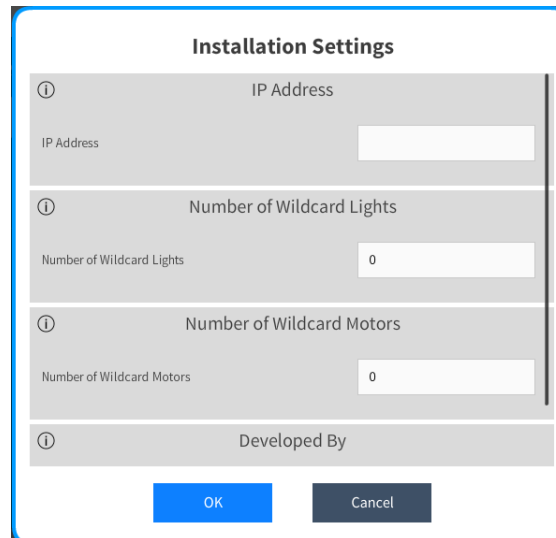 Installation Settings
IP Address
IP Address
Number of Wildcard Lights
Number of Wildcard Lights 0
Number of Wildcard Motors
Number of Wildcard Motors 0
Developed By
OK Cancel